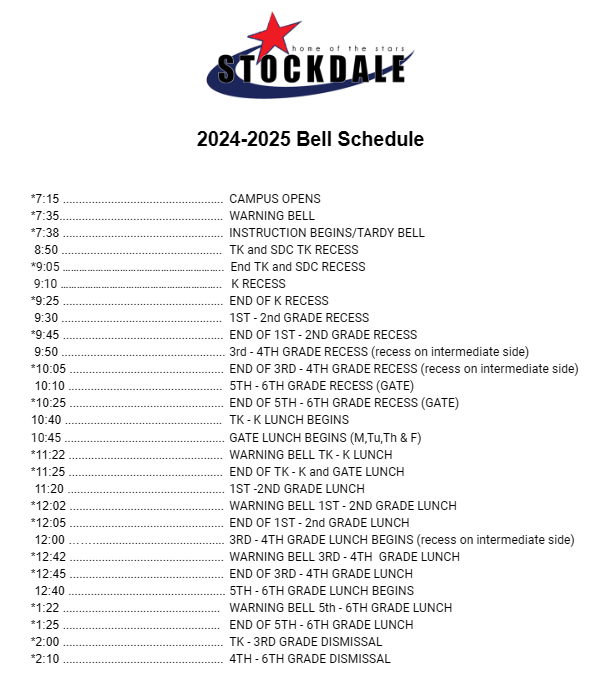 home of the stars
STOCKDALE
2024-2025 Bell Schedule
*7:15 ................................................. CAMPUS OPENS
*7:35.................................................. WARNING BELL
*7:38 ................................................. INSTRUCTION BEGINS/TARDY BELL
8:50 .................................................. TK and SDC TK RECESS
*9:05 ................................................. End TK and SDC RECESS
9:10 .................................................. K RECESS
*9:25 ................................................. END OF K RECESS
9:30 .................................................. 1ST - 2nd GRADE RECESS
*9:45 ................................................. END OF 1ST - 2ND GRADE RECESS
9:50 .................................................. 3rd - 4TH GRADE RECESS (recess on intermediate side)
*10:05 ................................................ END OF 3RD - 4TH GRADE RECESS (recess on intermediate side)
10:10 ................................................. 5TH - 6TH GRADE RECESS (GATE)
*10:25 ................................................ END OF 5TH - 6TH GRADE RECESS (GATE)
10:40 ................................................. TK - K LUNCH BEGINS
10:45 ................................................. GATE LUNCH BEGINS (M,Tu,Th & F)
*11:22 ................................................ WARNING BELL TK - K LUNCH
*11:25 ................................................ END OF TK - K and GATE LUNCH
11:20 ................................................. 1ST -2ND GRADE LUNCH
*12:02 ................................................ WARNING BELL 1ST - 2ND GRADE LUNCH
*12:05 ................................................ END OF 1ST - 2nd GRADE LUNCH
12:00 ................................................. 3RD - 4TH GRADE LUNCH BEGINS (recess on intermediate side)
*12:42 ................................................ WARNING BELL 3RD - 4TH GRADE LUNCH
*12:45 ................................................ END OF 3RD - 4TH GRADE LUNCH
12:40 ................................................. 5TH - 6TH GRADE LUNCH BEGINS
*1:22 ................................................ WARNING BELL 5th - 6TH GRADE LUNCH
*1:25 ................................................ END OF 5TH - 6TH GRADE LUNCH
*2:00 ................................................. TK - 3RD GRADE DISMISSAL
*2:10 ................................................. 4TH - 6TH GRADE DISMISSAL